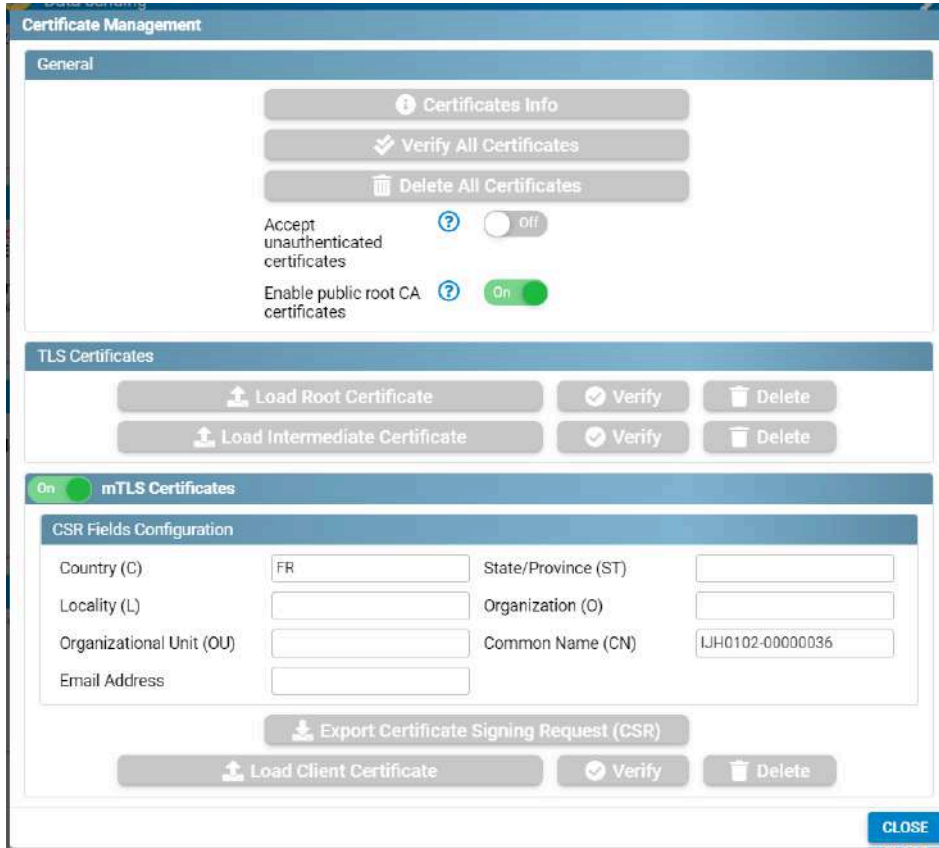 Data Sending
Certificate Management
General
Certificates Info
Verify All Certificates
Delete All Certificates
Accept
unauthenticated
certificates
? Off
Enable public root CA
certificates
? On
TLS Certificates
Load Root Certificate Verify Delete
Load Intermediate Certificate Verify Delete
On mTLS Certificates
CSR Fields Configuration
Country (C) FR State/Province (ST)
Locality (L) Organization (O)
Organizational Unit (OU) Common Name (CN) IJH0102-00000036
Email Address
Export Certificate Signing Request (CSR)
Load Client Certificate Verify Delete
CLOSE